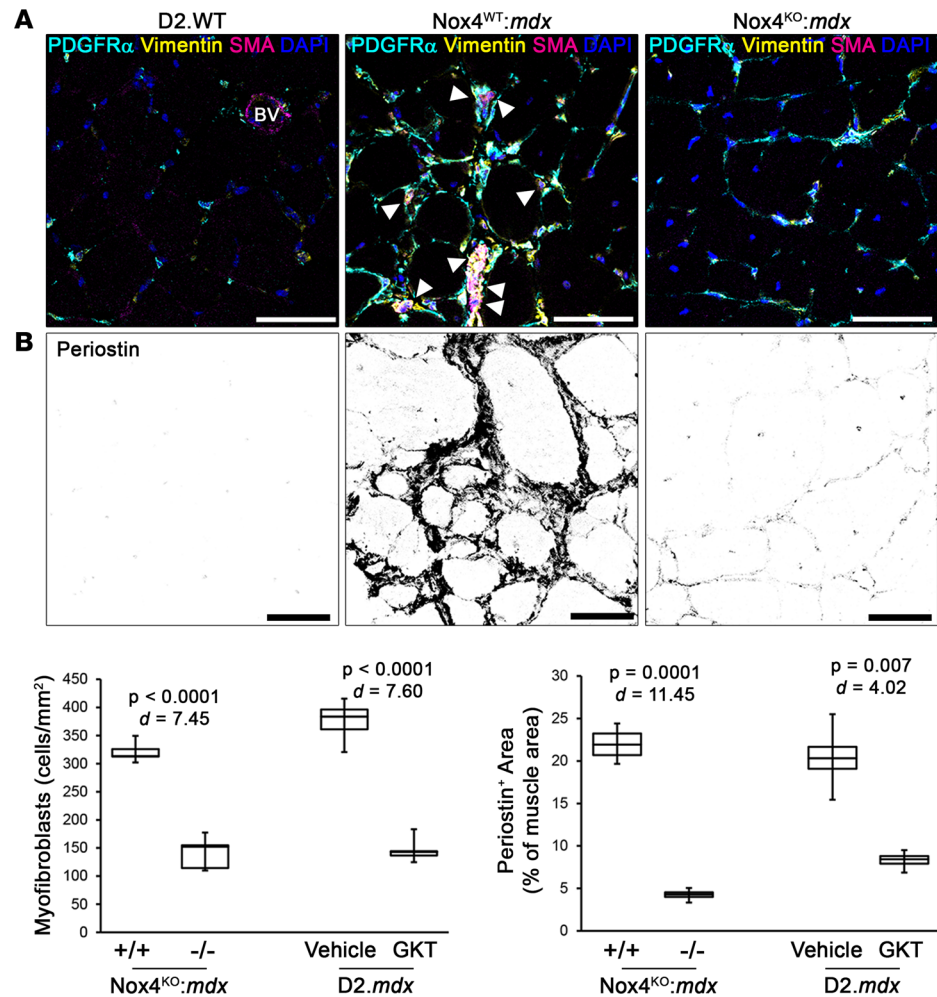 A
D2.WT
Nox4WT:mdx
Nox4KO:mdx
PDGFRα Vimentin SMA DAPI
PDGFRα Vimentin SMA DAPI
PDGFRα Vimentin SMA DAPI
BV
B
Periostin
Myofibroblasts (cells/mm²)
450
400
350
300
250
200
150
100
50
0
p < 0.0001
d = 7.45
p < 0.0001
d = 7.60
+/+
-/-
Vehicle
GKT
Nox4KO:mdx
D2.mdx
Periostin⁺ Area
(% of muscle area)
30
25
20
15
10
5
0
p = 0.0001
d = 11.45
p = 0.007
d = 4.02
+/+
-/-
Vehicle
GKT
Nox4KO:mdx
D2.mdx